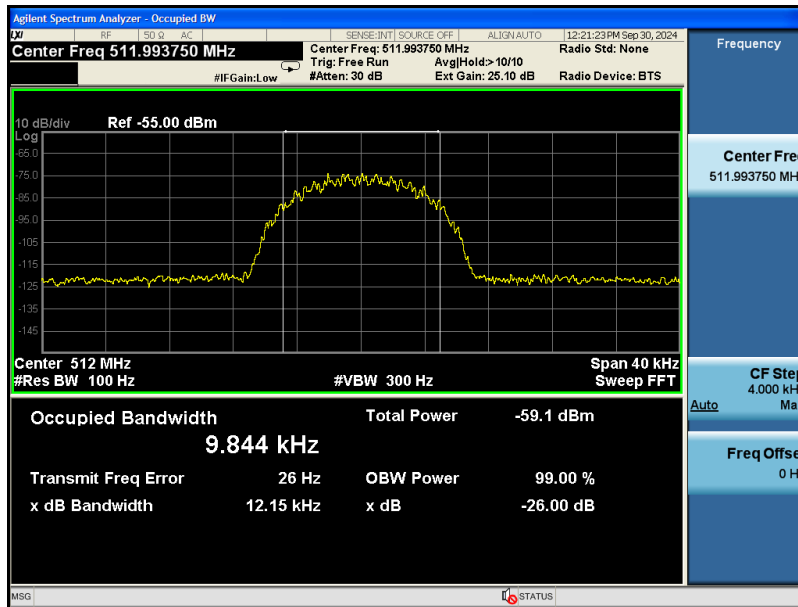 Agilent Spectrum Analyzer - Occupied BW
LXI RF 50 Ω AC SENSE:INT SOURCE OFF ALIGN AUTO 12:21:23 PM Sep 30, 2024
Center Freq 511.993750 MHz
Center Freq: 511.993750 MHz
Radio Std: None
Trig: Free Run Avg|Hold:> 10/10
#IFGain:Low
#Atten: 30 dB Ext Gain: 25.10 dB Radio Device: BTS
10 dB/div Ref -55.00 dBm
Log
-65.0
-75.0
-85.0
-95.0
-105
-115
-125
-135
-145
Center 512 MHz Span 40 kHz
#Res BW 100 Hz #VBW 300 Hz Sweep FFT
Occupied Bandwidth Total Power -59.1 dBm
9.844 kHz
Transmit Freq Error 26 Hz OBW Power 99.00 %
x dB Bandwidth 12.15 kHz x dB -26.00 dB
MSG STATUS
Frequency
Center Fre
511.993750 MH
CF Step
4.000 kH
Auto Ma
Freq Offse
0 H